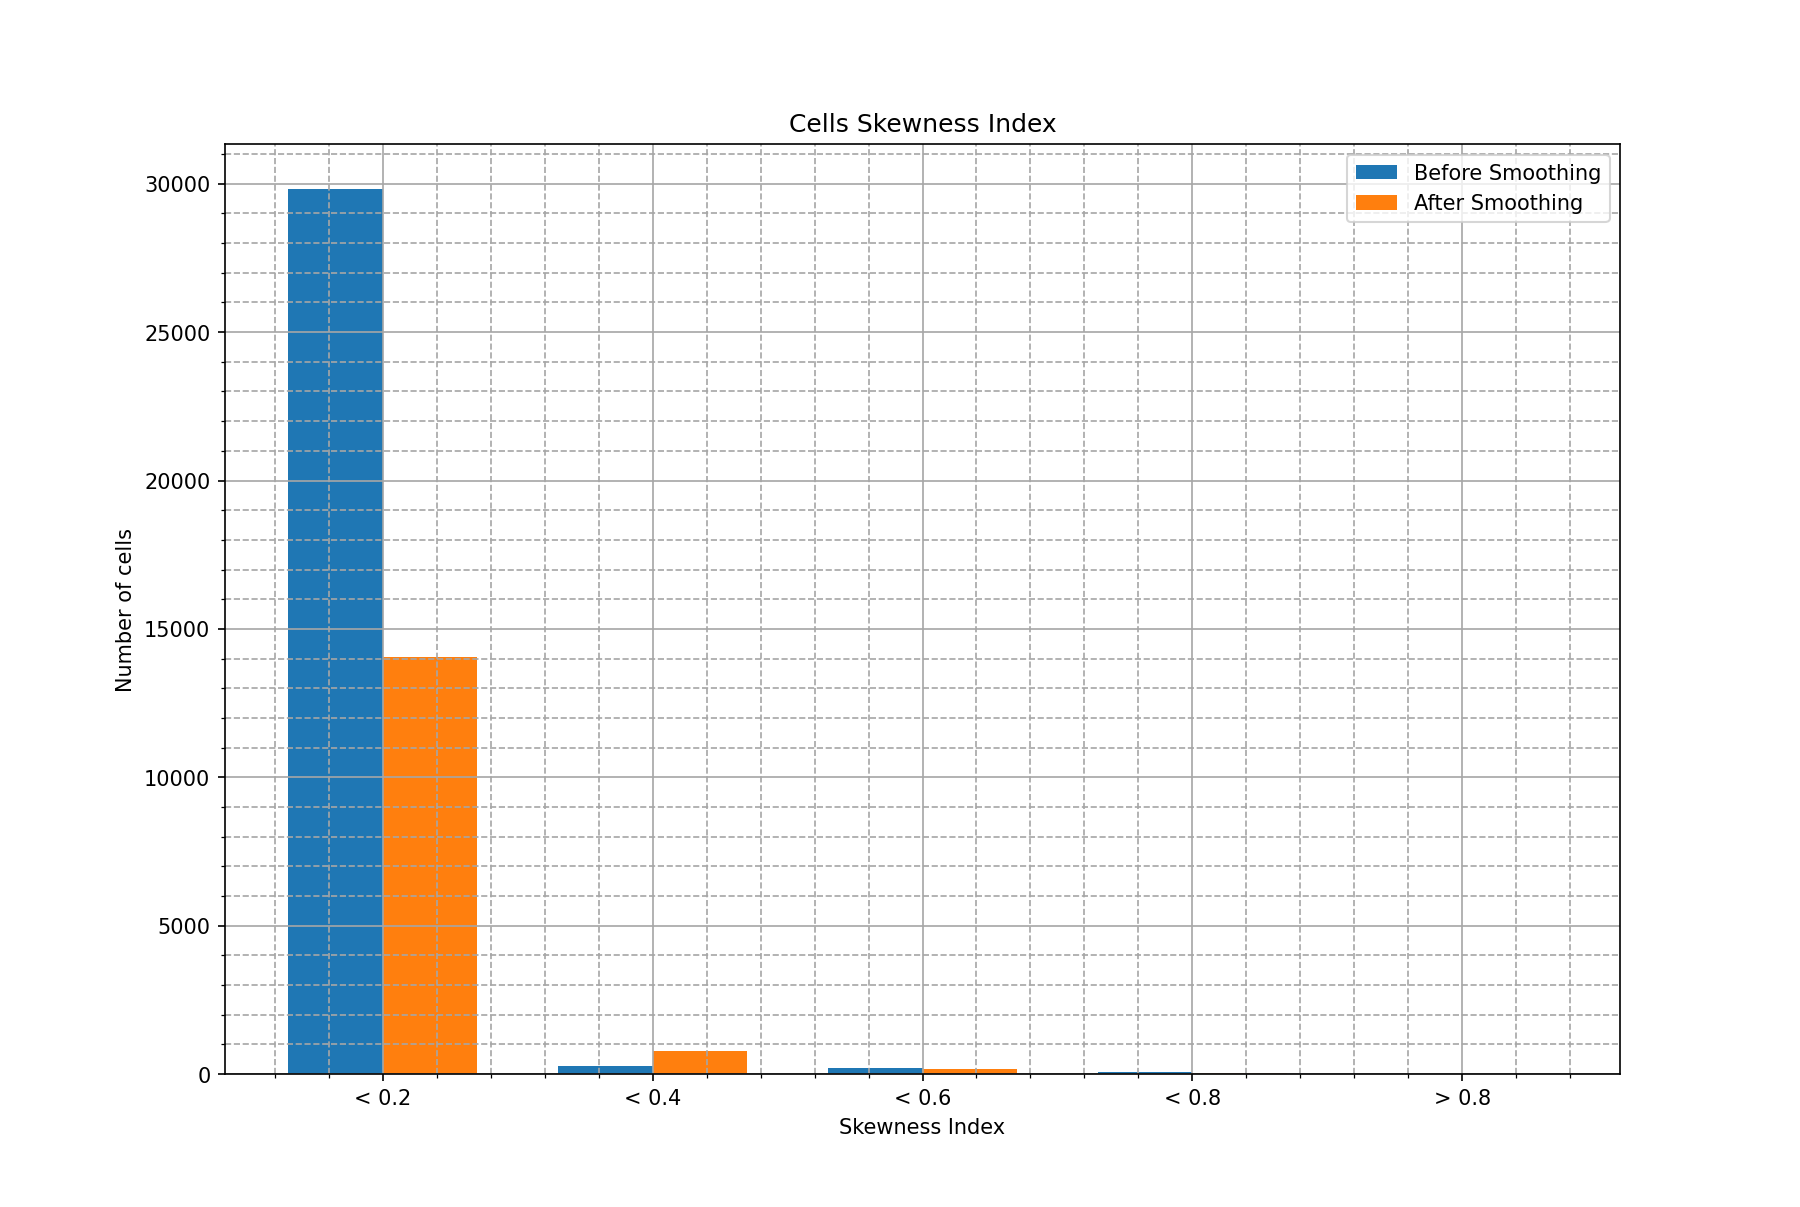 Cells Skewness Index
Before Smoothing
After Smoothing
30000
25000
20000
15000
10000
5000
0
Number of cells
< 0.2
< 0.4
< 0.6
< 0.8
> 0.8
Skewness Index